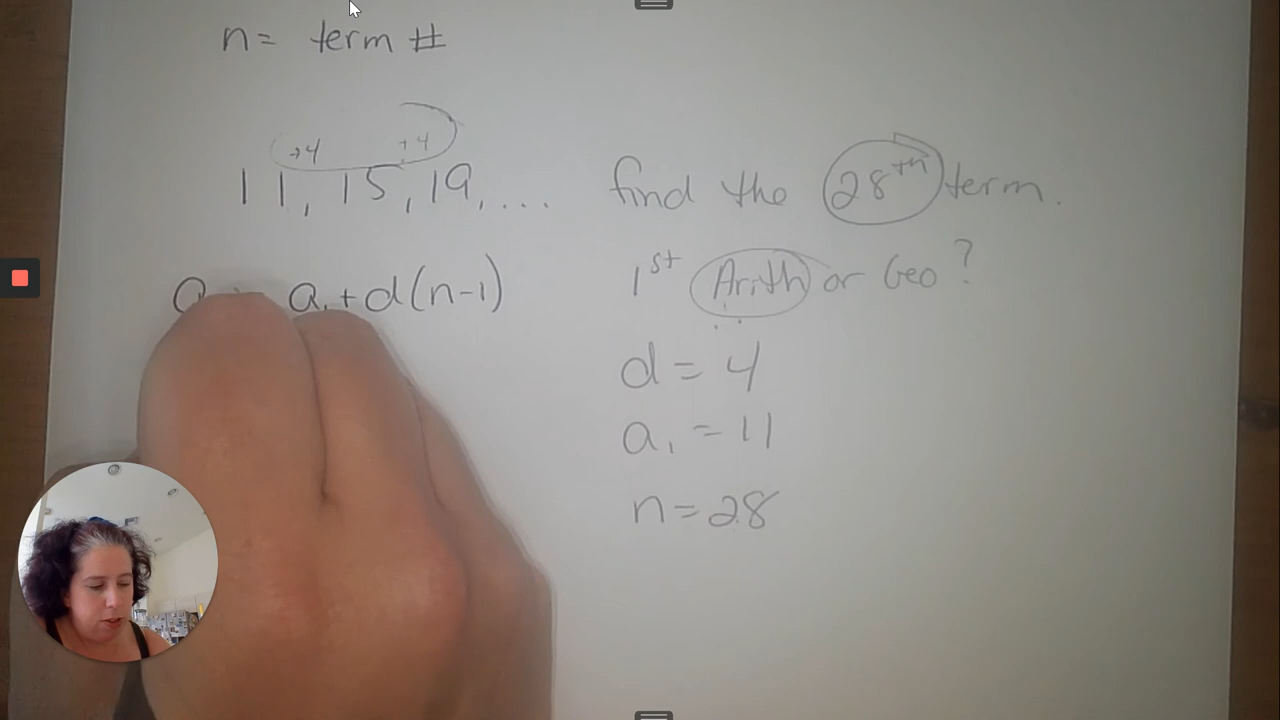 n = term #
+4 +4
11, 15, 19, ... find the 28th term.
1st Arith or Geo?
a = a1 + d(n-1)
d = 4
a1 = 11
n = 28